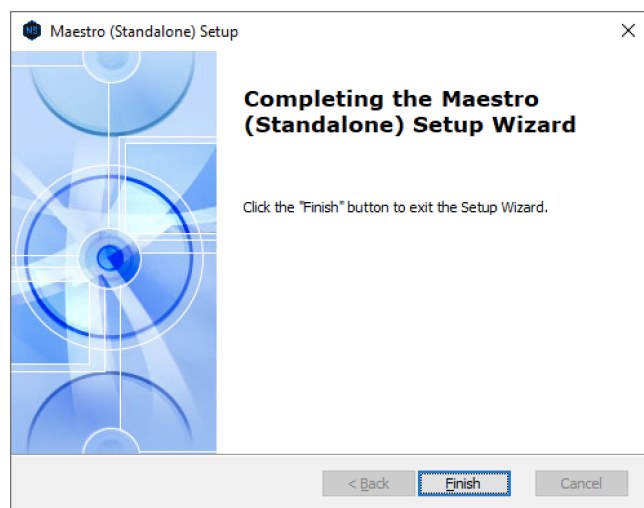 Maestro (Standalone) Setup
Completing the Maestro
(Standalone) Setup Wizard
Click the "Finish" button to exit the Setup Wizard.
< Back Finish Cancel